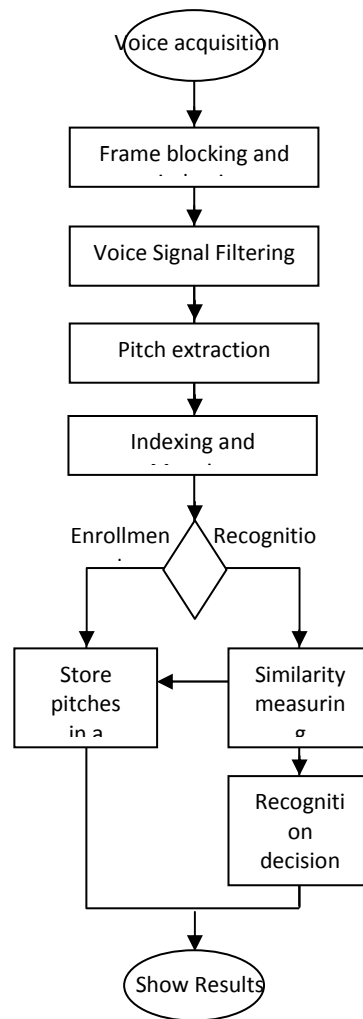 Voice acquisition
Frame blocking and
Voice Signal Filtering
Pitch extraction
Indexing and
Enrollmen
Recognitio
Store
pitches
in a
Similarity
measurin
g
Recogniti
on
decision
Show Results